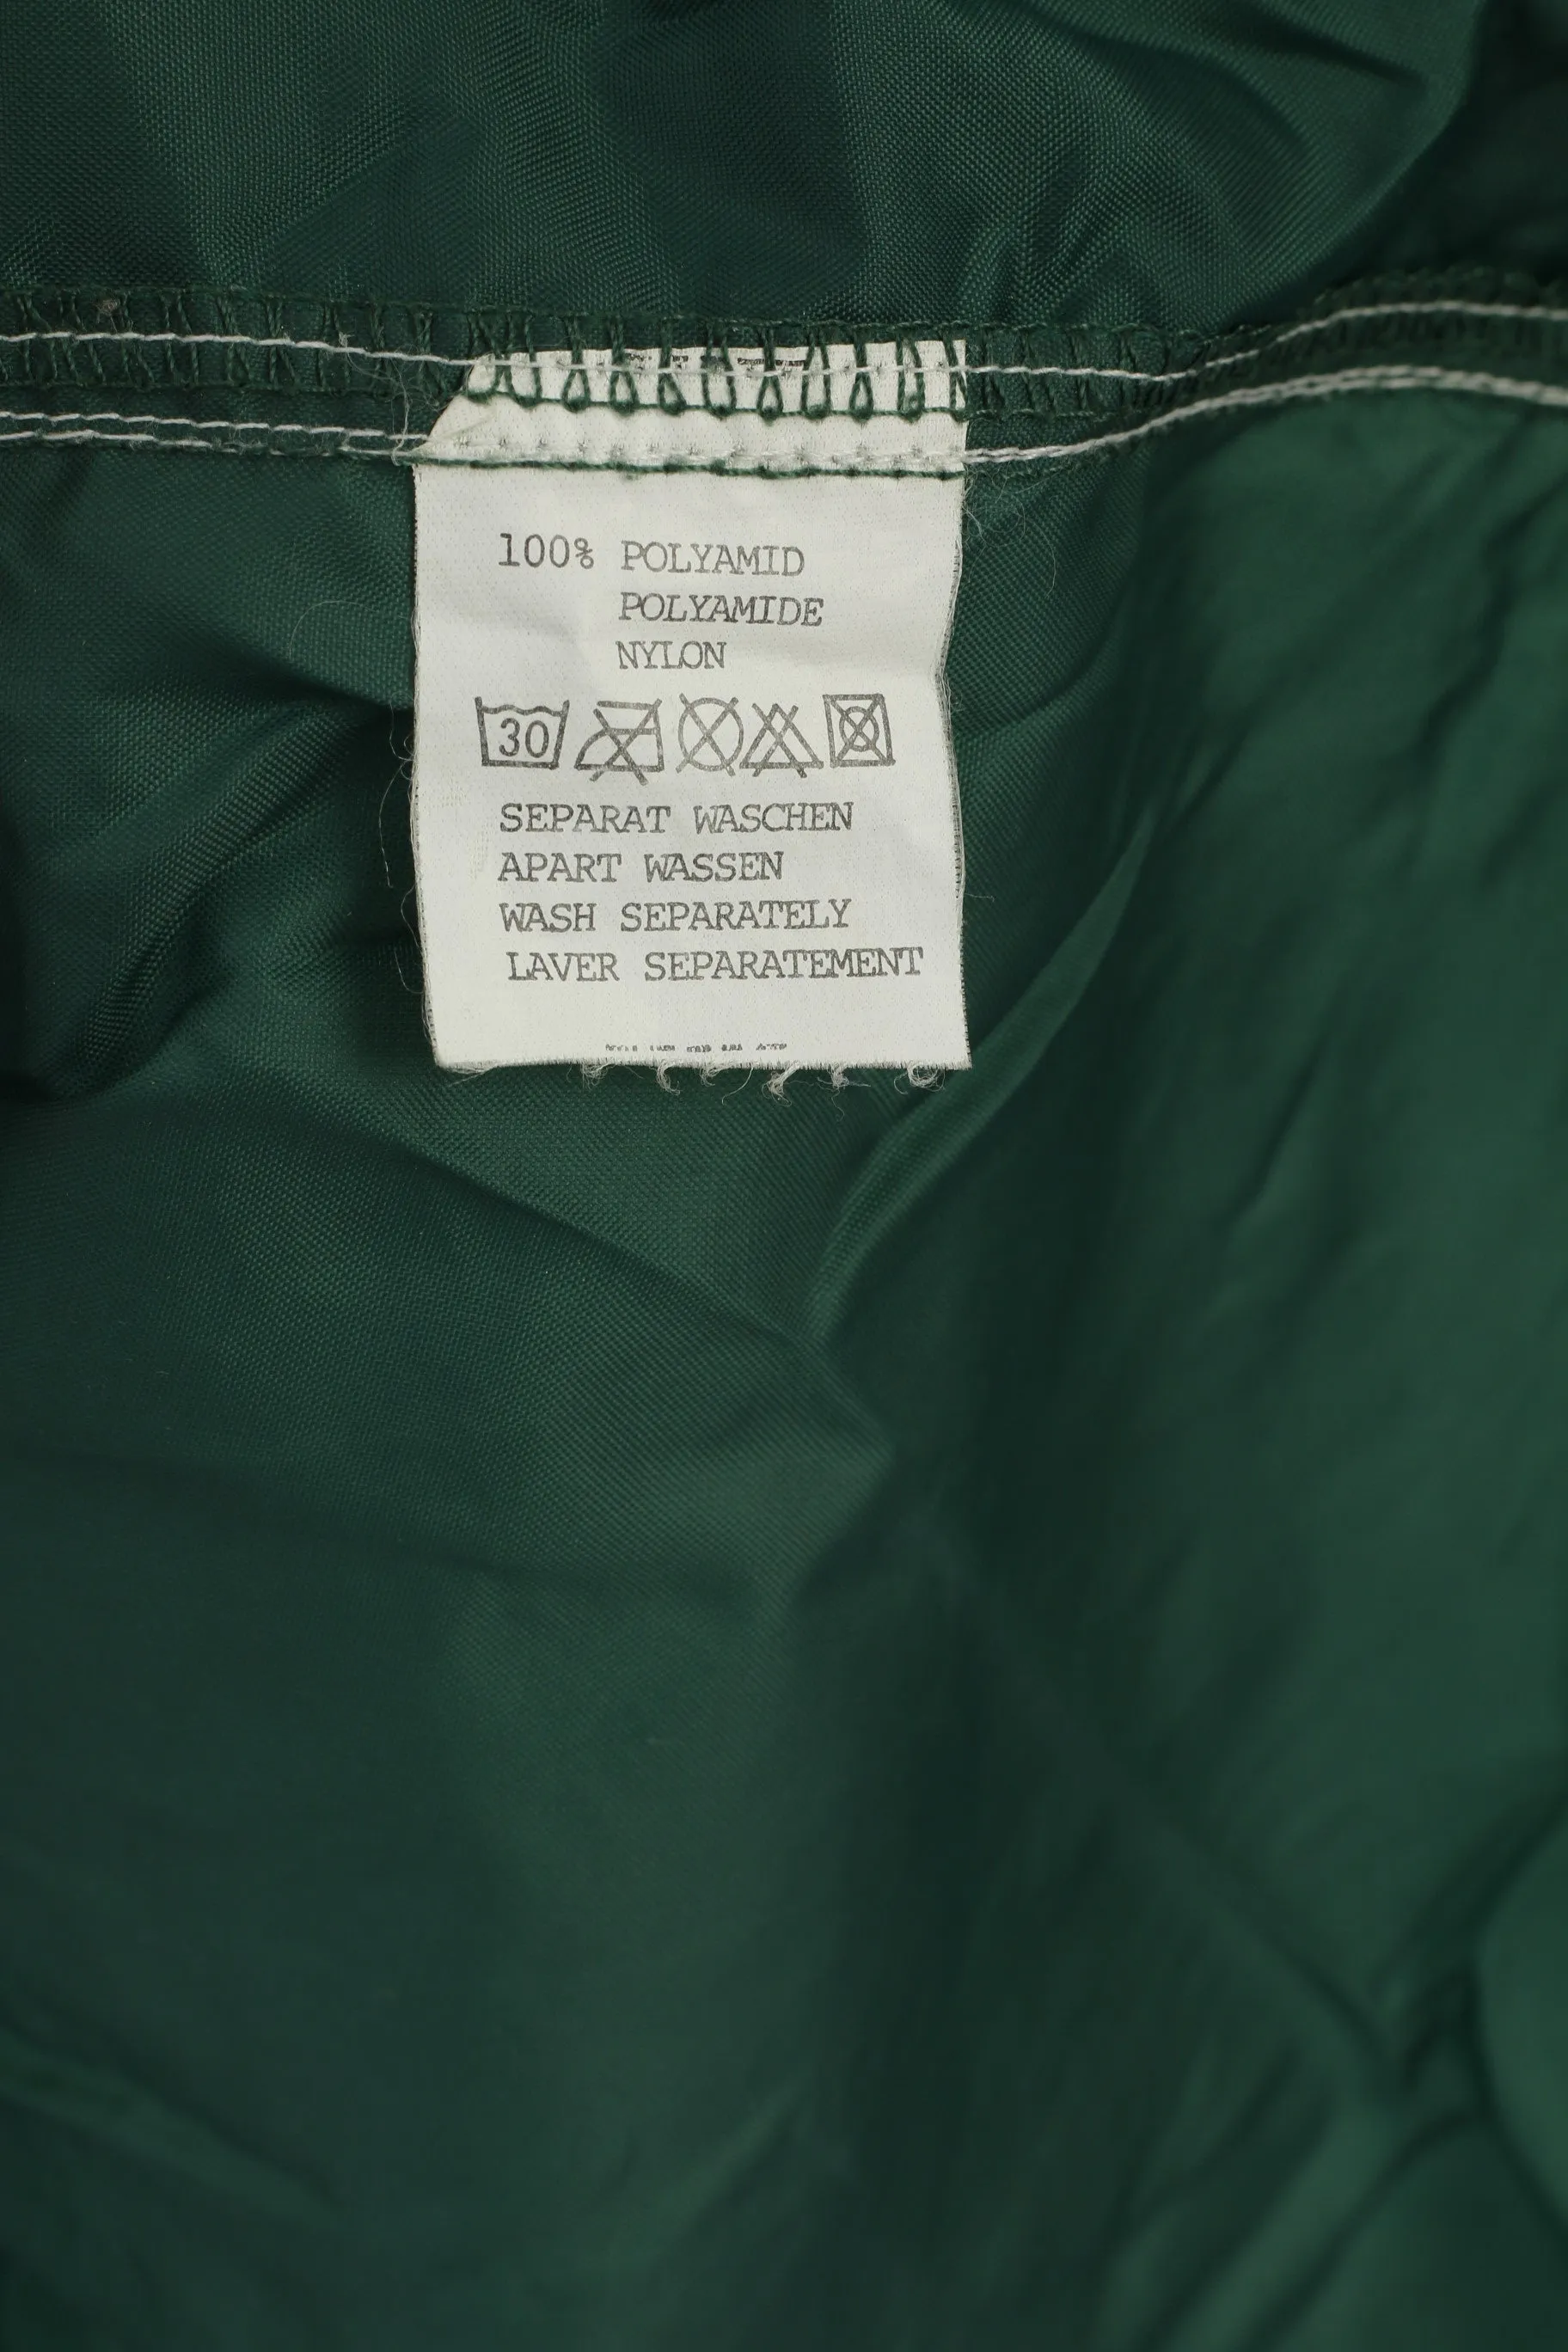 100% POLYAMID
POLYAMIDE
NYLON
30
SEPARAT WASCHEN
APART WASSEN
WASH SEPARATELY
LAVER SEPARATEMENT